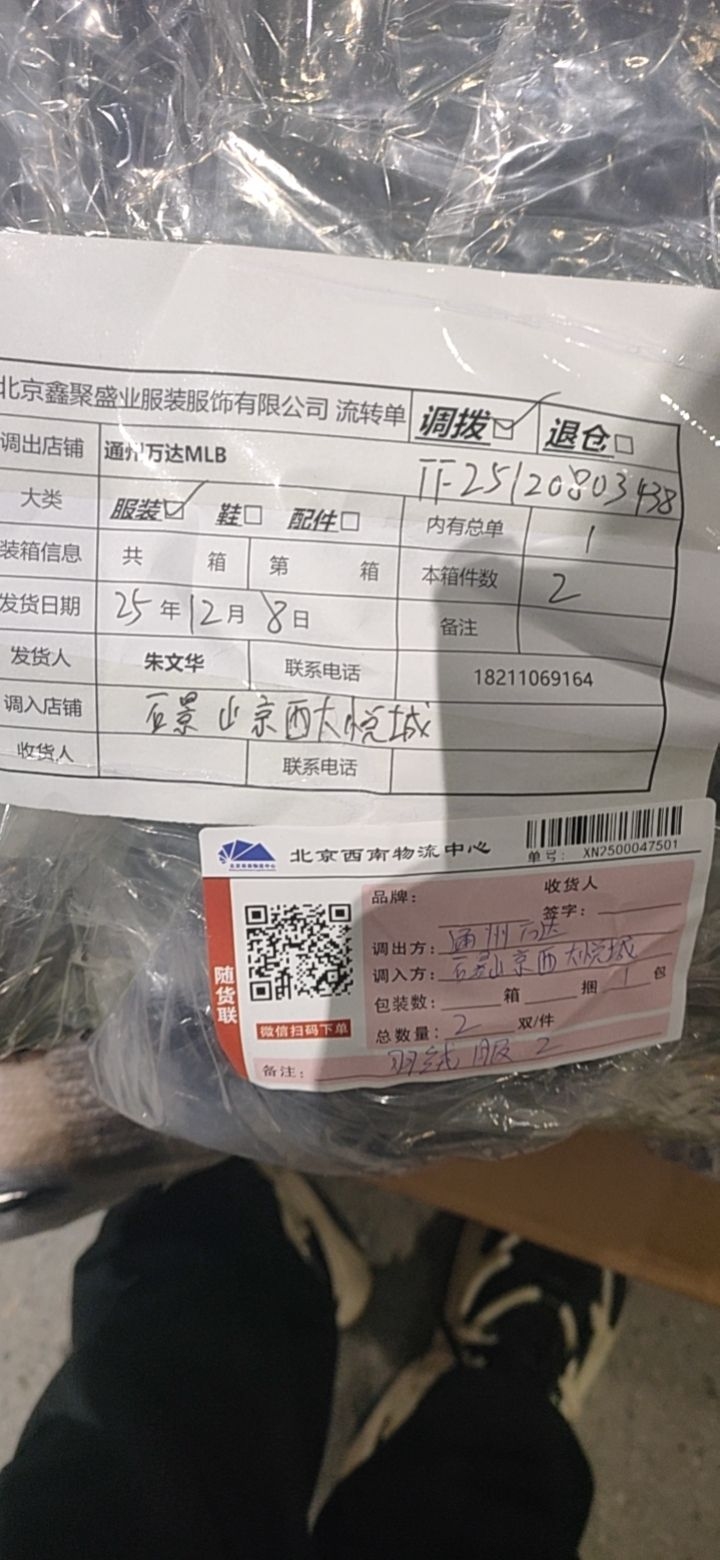 北京鑫聚盛业服装服饰有限公司 流转单 调拨☑ 退仓□
调出店铺 通州万达MLB TF25120803438
大类 服装☑ 鞋□ 配件□ 内有总单 1
装箱信息 共 箱 第 箱 本箱件数 2
发货日期 25年12月8日 备注
发货人 朱文华 联系电话 18211069164
调入店铺 石景山京西大悦城
收货人 联系电话
北京西南物流中心
单号: XN2500047501
随货联
微信扫码下单
品牌: 收货人
签字:
调出方: 通州万达
调入方: 石景山京西大悦城
包装数: 箱 捆 1 包
总数量: 2 双/件
备注: 羽绒服 2